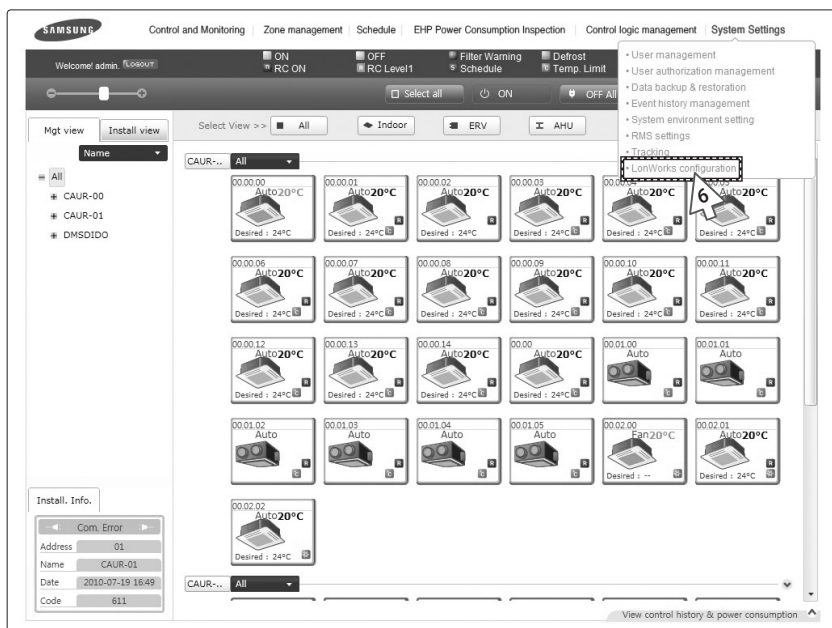 SAMSUNG
Control and Monitoring Zone management Schedule EHP Power Consumption Inspection Control logic management System Settings
Welcome! admin. LOGOUT
ON OFF Filter Warning Defrost
RC ON RC Level1 S Schedule Temp. Limit
Select all ON OFF All
• User management
• User authorization management
• Data backup & restoration
• Event history management
• System environment setting
• RMS settings
• Tracking
• LonWorks configuration
6
Mgt view Install view
Select View >> All Indoor ERV AHU
Name
All
CAUR-00
CAUR-01
DMSDIDO
CAUR-.. All
00.00.00 00.00.01 00.00.02 00.00.03 00.00.04 00.00.05
Auto20°C Auto20°C Auto20°C Auto20°C Auto20°C Auto20°C
R R R R
Desired : 24°C Desired : 24°C Desired : 24°C Desired : 24°C Desired : 24°C Desired : 24°C
00.00.06 00.00.07 00.00.08 00.00.09 00.00.10 00.00.11
Auto20°C Auto20°C Auto20°C Auto20°C Auto20°C Auto20°C
R R R R R R
Desired : 24°C Desired : 24°C Desired : 24°C Desired : 24°C Desired : 24°C Desired : 24°C
00.00.12 00.00.13 00.00.14 00.00 00.01.00 00.01.01
Auto20°C Auto20°C Auto20°C Auto20°C Auto Auto
R R R R R R
Desired : 24°C Desired : 24°C Desired : 24°C Desired : 24°C
00.01.02 00.01.03 00.01.04 00.01.05 00.02.00 00.02.01
Auto Auto Auto Auto Fan20°C Auto20°C
R R
Desired : -- Desired : 24°C
00.02.02
Auto20°C
Desired : 24°C
Install. Info.
Com. Error
Address 01
Name CAUR-01
Date 2010-07-19 16:49
Code 611
CAUR-.. All
View control history & power consumption